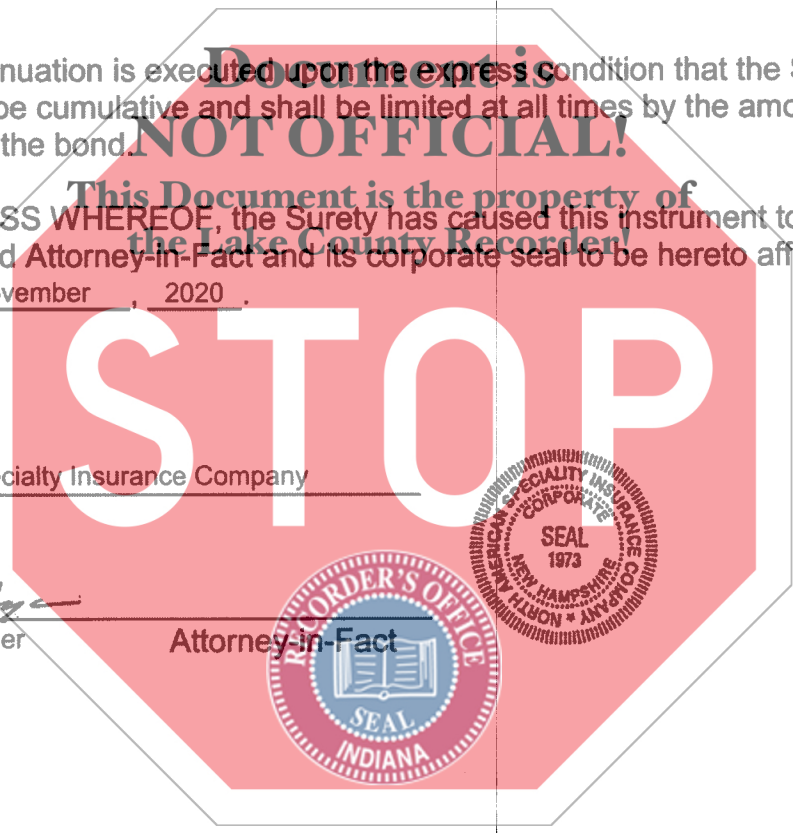 Document is
nuation is executed upon the express condition that the S
be cumulative and shall be limited at all times by the amo
the bond.
NOT OFFICIAL!
This Document is the property of
SS WHEREOF, the Surety has caused this instrument to
the Lake County Recorder!
d Attorney-in-Fact and its corporate seal to be hereto aff
vember , 2020 .
STOP
cialty Insurance Company
NORTH AMERICAN SPECIALITY INSURANCE COMPANY
CORPORATE
SEAL
1973
NEW HAMPSHIRE
er Attorney-in-Fact
RECORDER'S OFFICE
SEAL
INDIANA